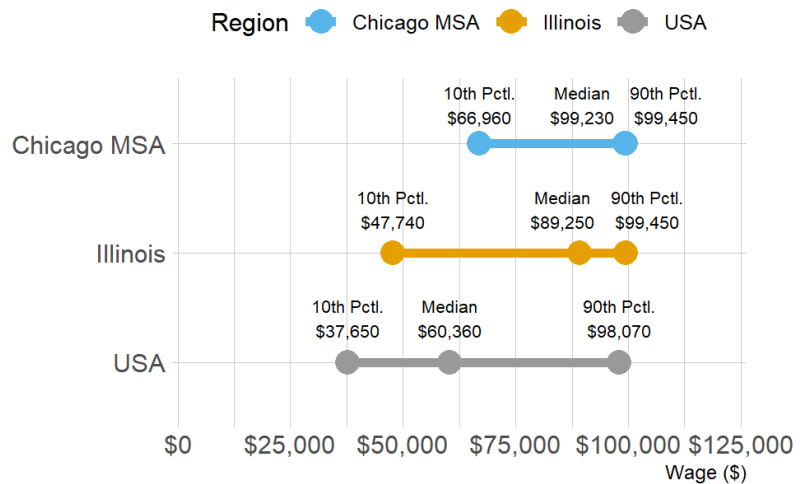 Region Chicago MSA Illinois USA
10th Pctl. Median 90th Pctl.
$66,960 $99,230 $99,450
Chicago MSA
10th Pctl. Median 90th Pctl.
$47,740 $89,250 $99,450
Illinois
10th Pctl. Median 90th Pctl.
$37,650 $60,360 $98,070
USA
$0 $25,000 $50,000 $75,000 $100,000 $125,000
Wage ($)